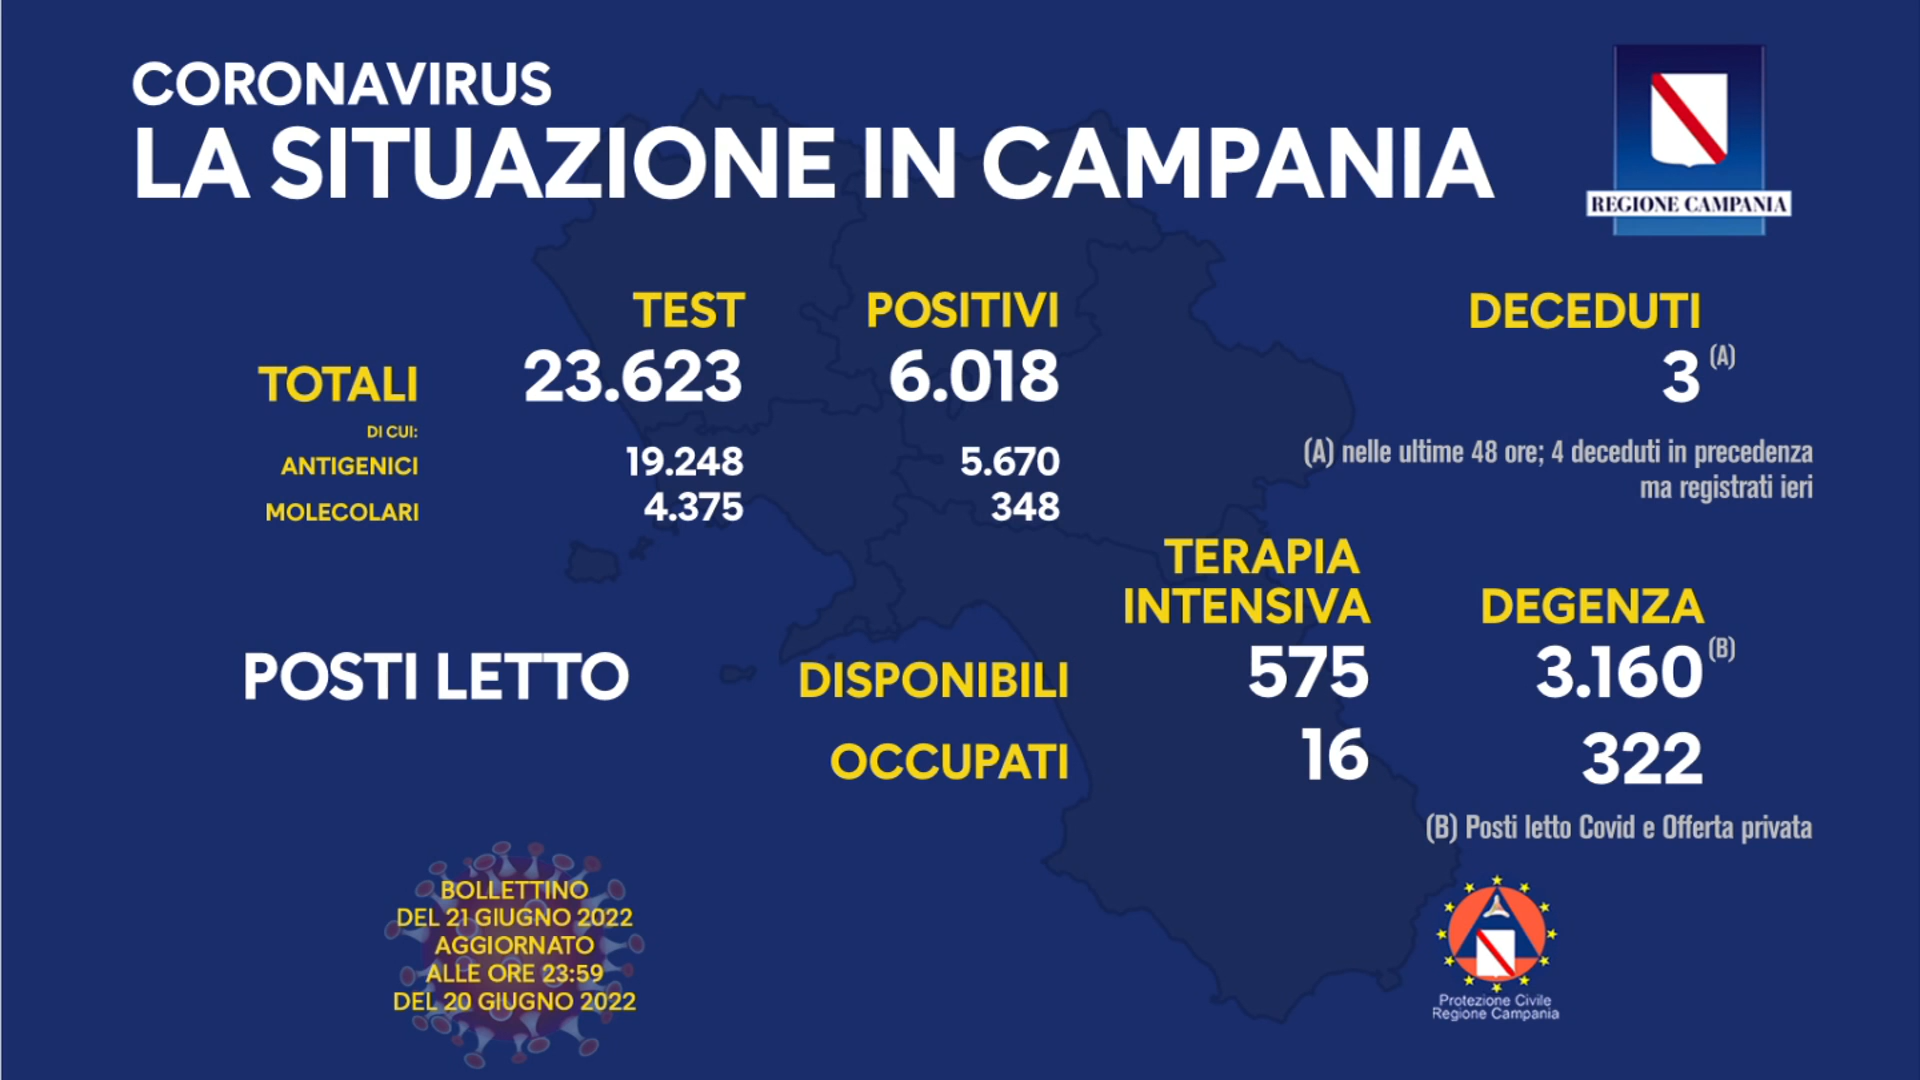 CORONAVIRUS
LA SITUAZIONE IN CAMPANIA
REGIONE CAMPANIA
TEST POSITIVI DECEDUTI
TOTALI 23.623 6.018 3 (A)
DI CUI:
ANTIGENICI 19.248 5.670
MOLECOLARI 4.375 348
(A) nelle ultime 48 ore; 4 deceduti in precedenza
ma registrati ieri
TERAPIA
INTENSIVA DEGENZA
POSTI LETTO DISPONIBILI 575 3.160 (B)
OCCUPATI 16 322
(B) Posti letto Covid e Offerta privata
BOLLETTINO
DEL 21 GIUGNO 2022
AGGIORNATO
ALLE ORE 23:59
DEL 20 GIUGNO 2022
Protezione Civile
Regione Campania